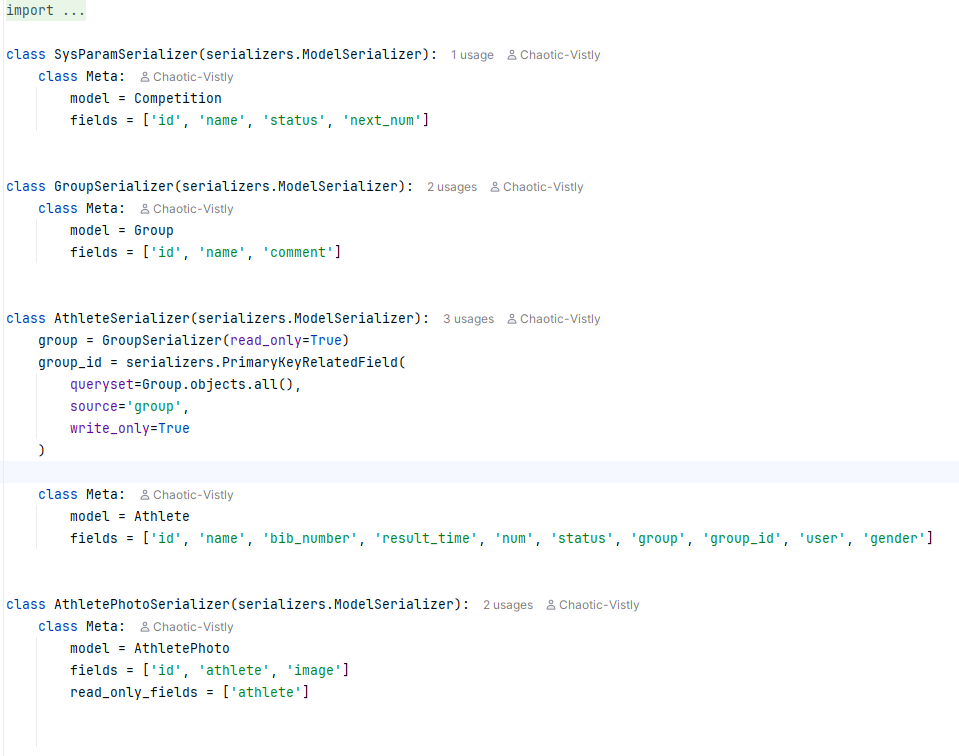 import ...
class SysParamSerializer(serializers.ModelSerializer): 1 usage Chaotic-Vistly
    class Meta: Chaotic-Vistly
        model = Competition
        fields = ['id', 'name', 'status', 'next_num']
class GroupSerializer(serializers.ModelSerializer): 2 usages Chaotic-Vistly
    class Meta: Chaotic-Vistly
        model = Group
        fields = ['id', 'name', 'comment']
class AthleteSerializer(serializers.ModelSerializer): 3 usages Chaotic-Vistly
    group = GroupSerializer(read_only=True)
    group_id = serializers.PrimaryKeyRelatedField(
        queryset=Group.objects.all(),
        source='group',
        write_only=True
    )
    class Meta: Chaotic-Vistly
        model = Athlete
        fields = ['id', 'name', 'bib_number', 'result_time', 'num', 'status', 'group', 'group_id', 'user', 'gender']
class AthletePhotoSerializer(serializers.ModelSerializer): 2 usages Chaotic-Vistly
    class Meta: Chaotic-Vistly
        model = AthletePhoto
        fields = ['id', 'athlete', 'image']
        read_only_fields = ['athlete']